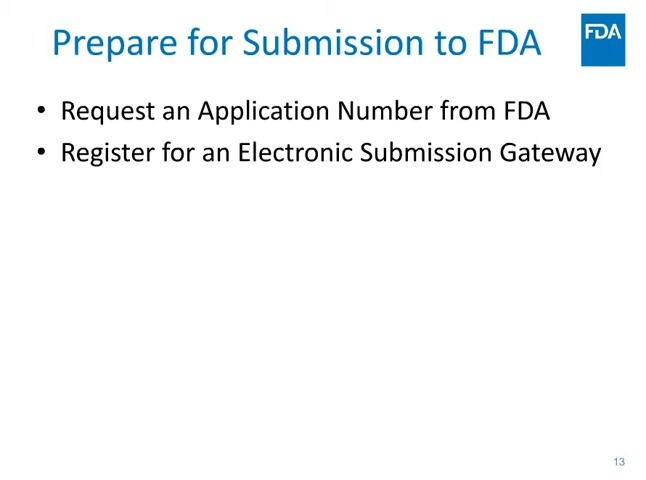 Prepare for Submission to FDA
FDA
• Request an Application Number from FDA
• Register for an Electronic Submission Gateway
13